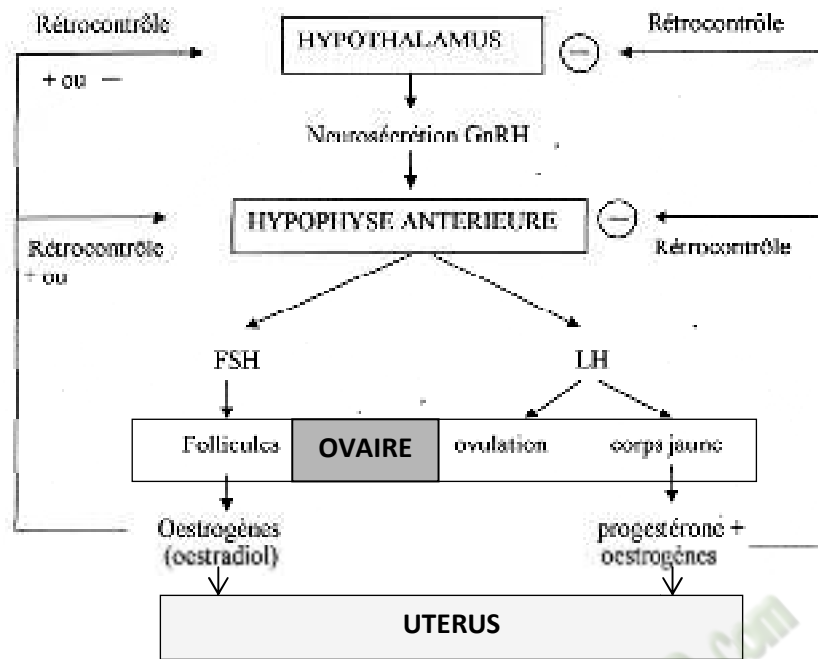 Rétrocontrôle
HYPOTHALAMUS
Rétrocontrôle
+ ou —
Neurosécrétion GnRH
HYPOPHYSE ANTERIEURE
Rétrocontrôle
+ ou
Rétrocontrôle
FSH
LH
Follicules
OVAIRE
ovulation
corps jaune
Oestrogènes
(oestradiol)
progestérone +
oestrogènes
UTERUS